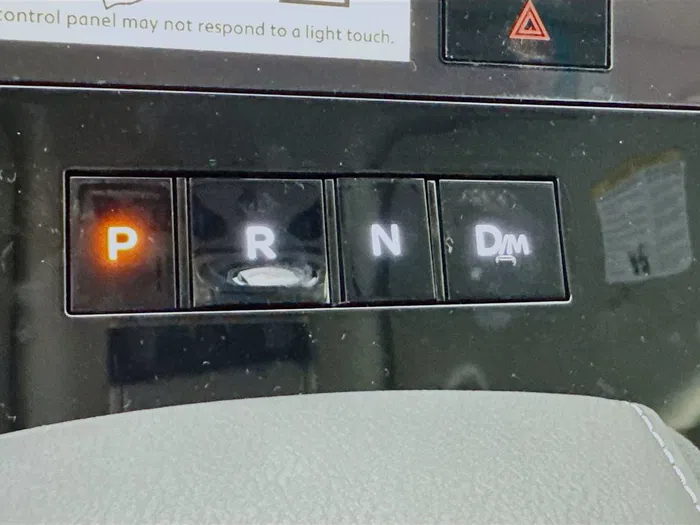 control panel may not respond to a light touch.
P R N D/M